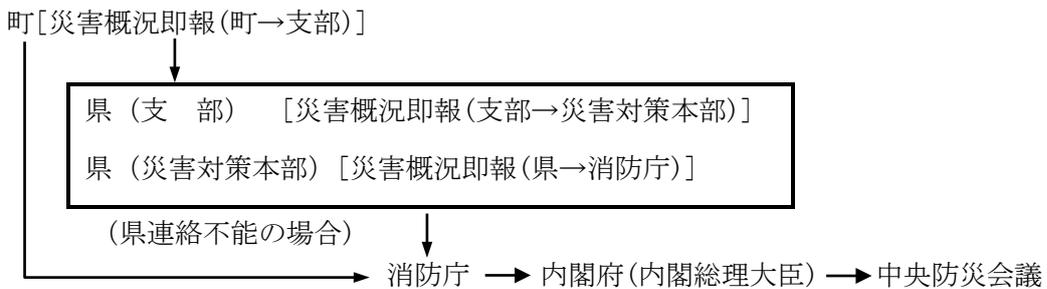 町[災害概況即報(町→支部)]
県（支　部）　[災害概況即報(支部→災害対策本部)]
県（災害対策本部）[災害概況即報(県→消防庁)]
(県連絡不能の場合)
消防庁 → 内閣府(内閣総理大臣) → 中央防災会議